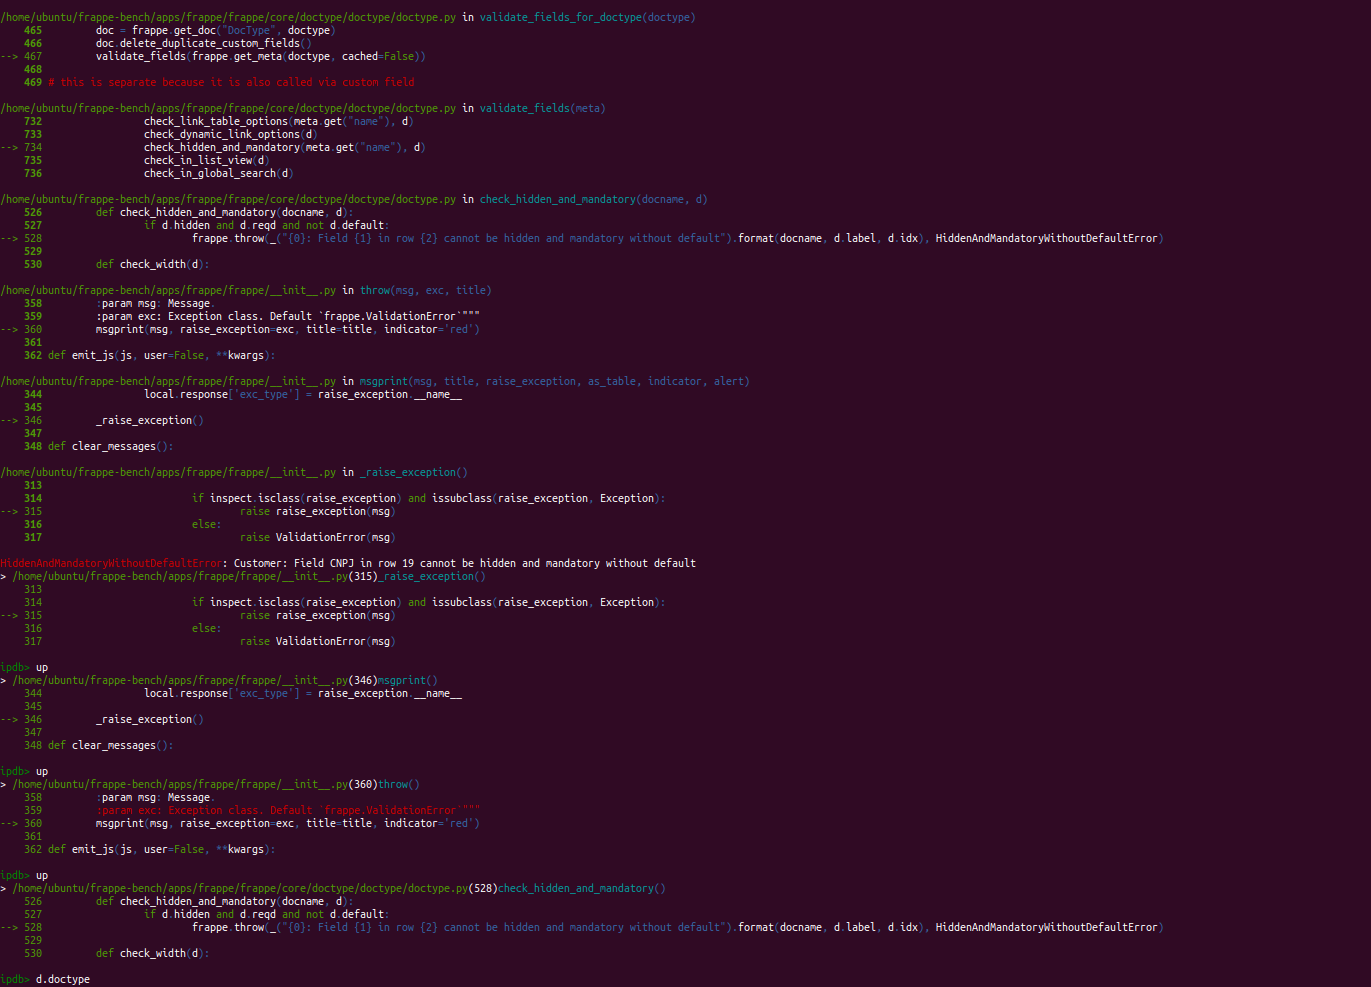 /home/ubuntu/frappe-bench/apps/frappe/frappe/core/doctype/doctype/doctype.py in validate_fields_for_doctype(doctype)
    465         doc = frappe.get_doc("DocType", doctype)
    466         doc.delete_duplicate_custom_fields()
--> 467         validate_fields(frappe.get_meta(doctype, cached=False))
    468
    469 # this is separate because it is also called via custom field
/home/ubuntu/frappe-bench/apps/frappe/frappe/core/doctype/doctype/doctype.py in validate_fields(meta)
    732                 check_link_table_options(meta.get("name"), d)
    733                 check_dynamic_link_options(d)
--> 734                 check_hidden_and_mandatory(meta.get("name"), d)
    735                 check_in_list_view(d)
    736                 check_in_global_search(d)
/home/ubuntu/frappe-bench/apps/frappe/frappe/core/doctype/doctype/doctype.py in check_hidden_and_mandatory(docname, d)
    526         def check_hidden_and_mandatory(docname, d):
    527                 if d.hidden and d.reqd and not d.default:
--> 528                         frappe.throw(_("{0}: Field {1} in row {2} cannot be hidden and mandatory without default").format(docname, d.label, d.idx), HiddenAndMandatoryWithoutDefaultError)
    529
    530         def check_width(d):
/home/ubuntu/frappe-bench/apps/frappe/frappe/__init__.py in throw(msg, exc, title)
    358         :param msg: Message.
    359         :param exc: Exception class. Default `frappe.ValidationError`"""
--> 360         msgprint(msg, raise_exception=exc, title=title, indicator='red')
    361
    362 def emit_js(js, user=False, **kwargs):
/home/ubuntu/frappe-bench/apps/frappe/frappe/__init__.py in msgprint(msg, title, raise_exception, as_table, indicator, alert)
    344                 local.response['exc_type'] = raise_exception.__name__
    345
--> 346         _raise_exception()
    347
    348 def clear_messages():
/home/ubuntu/frappe-bench/apps/frappe/frappe/__init__.py in _raise_exception()
    313
    314                         if inspect.isclass(raise_exception) and issubclass(raise_exception, Exception):
--> 315                                 raise raise_exception(msg)
    316                         else:
    317                                 raise ValidationError(msg)
HiddenAndMandatoryWithoutDefaultError: Customer: Field CNPJ in row 19 cannot be hidden and mandatory without default
> /home/ubuntu/frappe-bench/apps/frappe/frappe/__init__.py(315)_raise_exception()
    313
    314                         if inspect.isclass(raise_exception) and issubclass(raise_exception, Exception):
--> 315                                 raise raise_exception(msg)
    316                         else:
    317                                 raise ValidationError(msg)
ipdb> up
> /home/ubuntu/frappe-bench/apps/frappe/frappe/__init__.py(346)msgprint()
    344                 local.response['exc_type'] = raise_exception.__name__
    345
--> 346         _raise_exception()
    347
    348 def clear_messages():
ipdb> up
> /home/ubuntu/frappe-bench/apps/frappe/frappe/__init__.py(360)throw()
    358         :param msg: Message.
    359         :param exc: Exception class. Default `frappe.ValidationError`"""
--> 360         msgprint(msg, raise_exception=exc, title=title, indicator='red')
    361
    362 def emit_js(js, user=False, **kwargs):
ipdb> up
> /home/ubuntu/frappe-bench/apps/frappe/frappe/core/doctype/doctype/doctype.py(528)check_hidden_and_mandatory()
    526         def check_hidden_and_mandatory(docname, d):
    527                 if d.hidden and d.reqd and not d.default:
--> 528                         frappe.throw(_("{0}: Field {1} in row {2} cannot be hidden and mandatory without default").format(docname, d.label, d.idx), HiddenAndMandatoryWithoutDefaultError)
    529
    530         def check_width(d):
ipdb> d.doctype